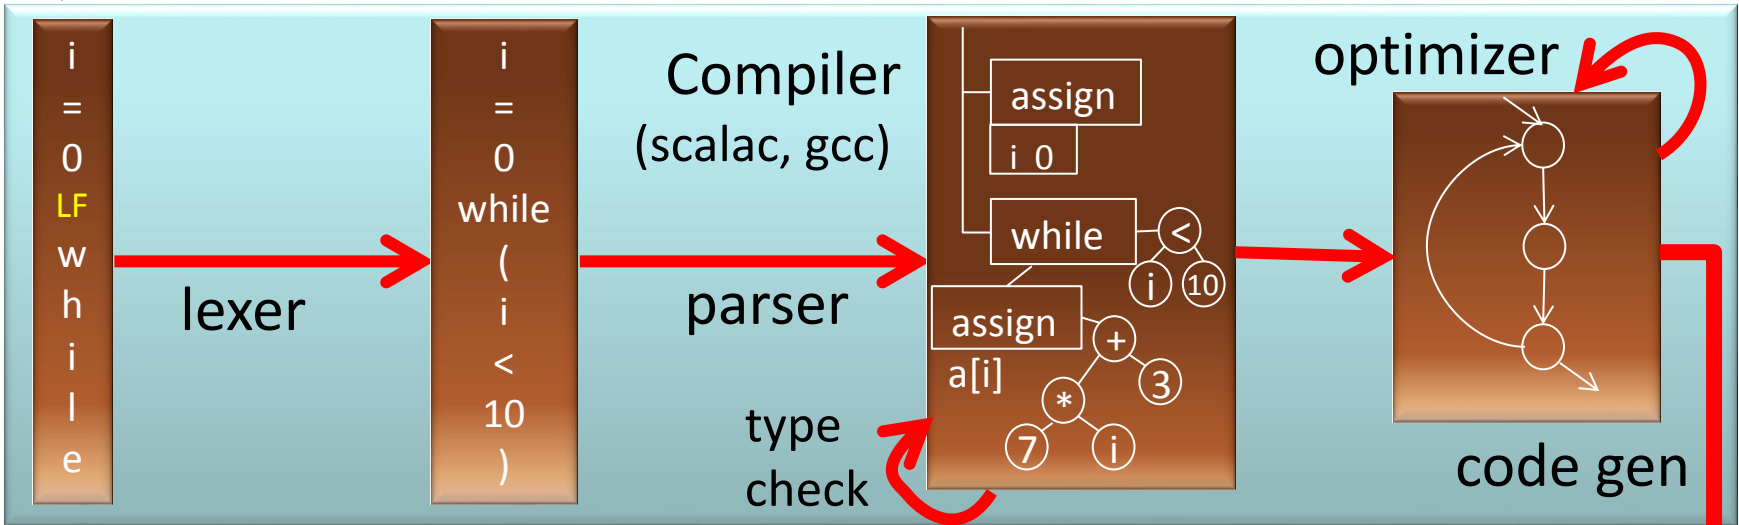 i
=
0
LF
w
h
i
l
e
lexer
i
=
0
while
(
i
<
10
)
Compiler
(scalac, gcc)
parser
type
check
assign
i 0
while
<
i
10
assign
a[i]
+
*
3
7
i
optimizer
code gen